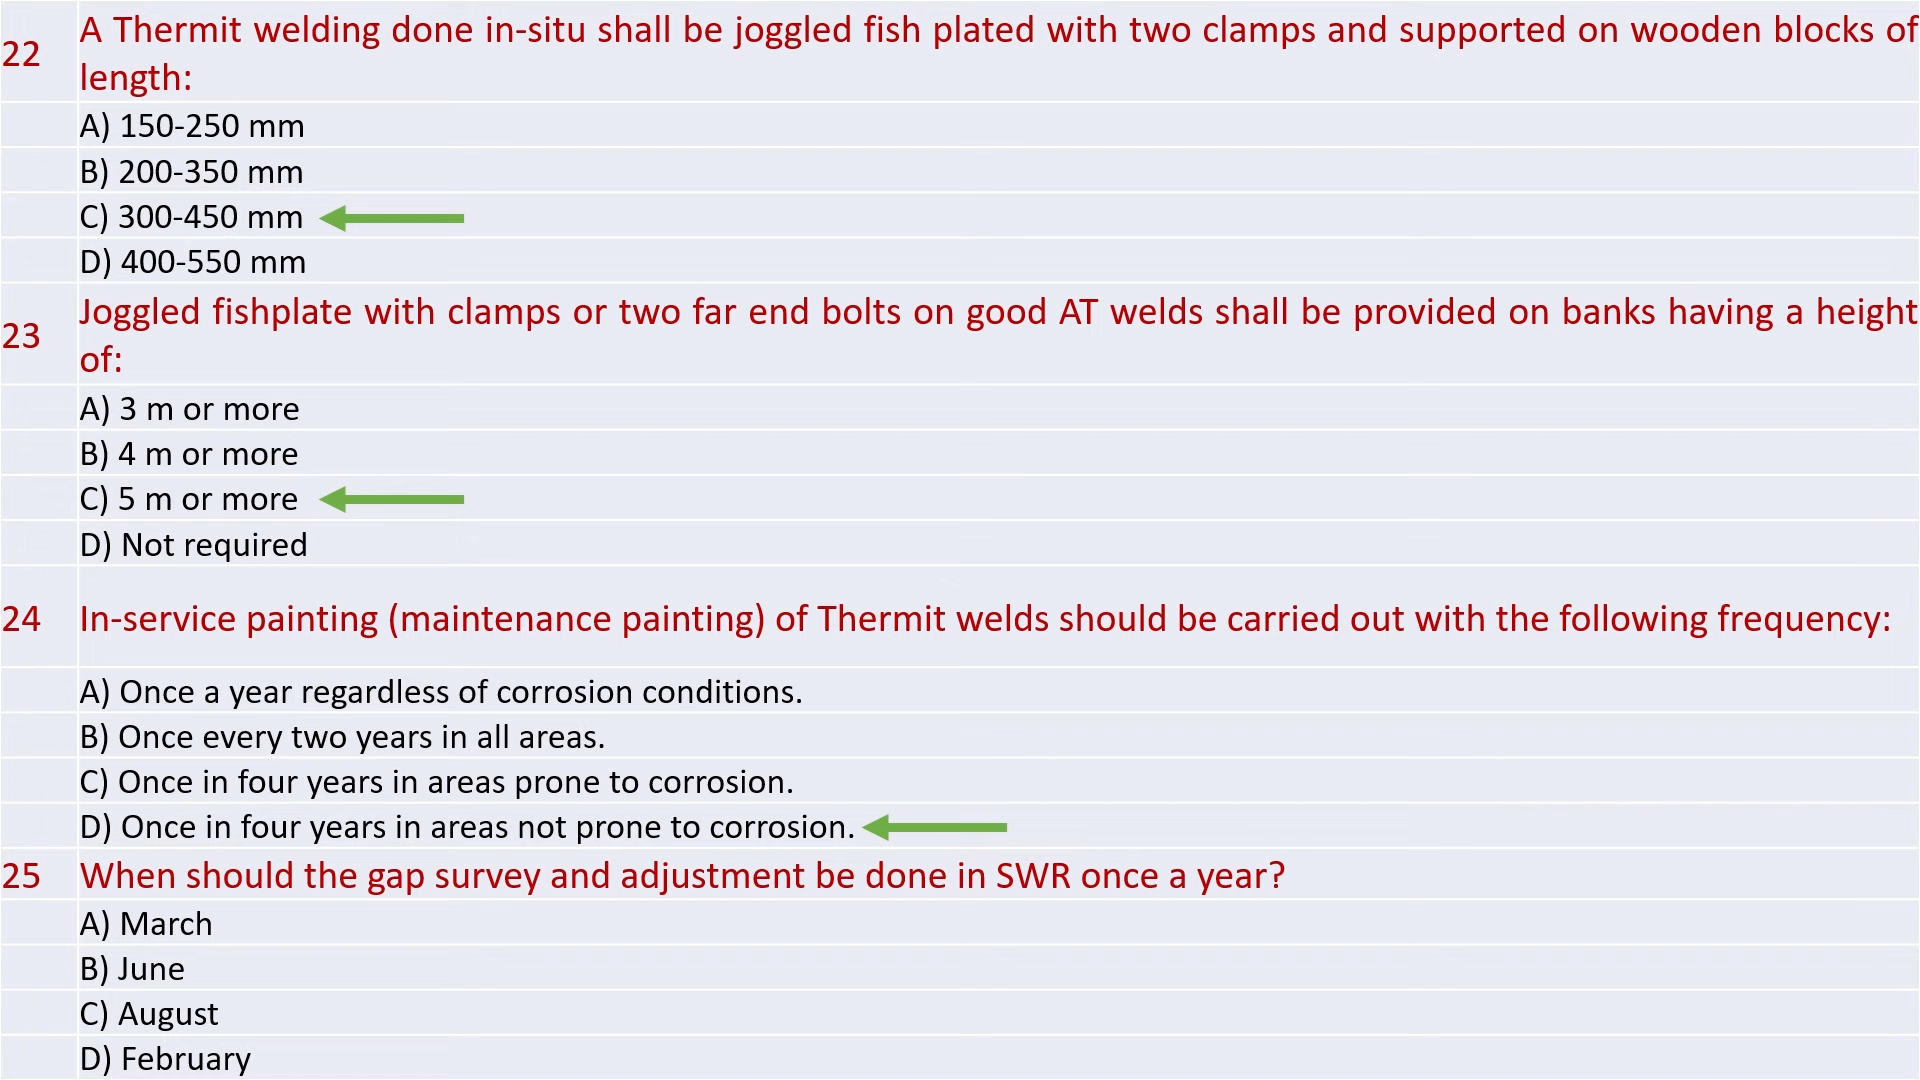 22 A Thermit welding done in-situ shall be joggled fish plated with two clamps and supported on wooden blocks of
length:
A) 150-250 mm
B) 200-350 mm
C) 300-450 mm
D) 400-550 mm
23 Joggled fishplate with clamps or two far end bolts on good AT welds shall be provided on banks having a height
of:
A) 3 m or more
B) 4 m or more
C) 5 m or more
D) Not required
24 In-service painting (maintenance painting) of Thermit welds should be carried out with the following frequency:
A) Once a year regardless of corrosion conditions.
B) Once every two years in all areas.
C) Once in four years in areas prone to corrosion.
D) Once in four years in areas not prone to corrosion.
25 When should the gap survey and adjustment be done in SWR once a year?
A) March
B) June
C) August
D) February